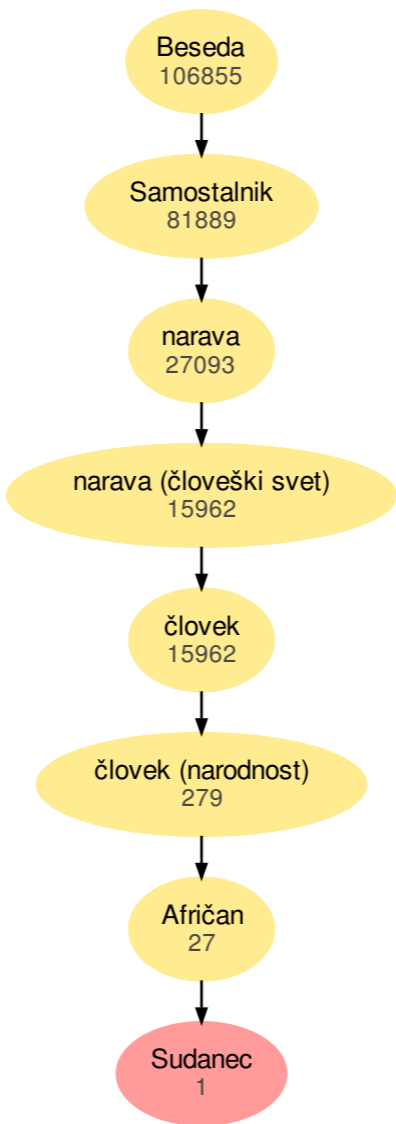 Beseda
106855
Samostalnik
81889
narava
27093
narava (človeški svet)
15962
človek
15962
človek (narodnost)
279
Afričan
27
Sudanec
1